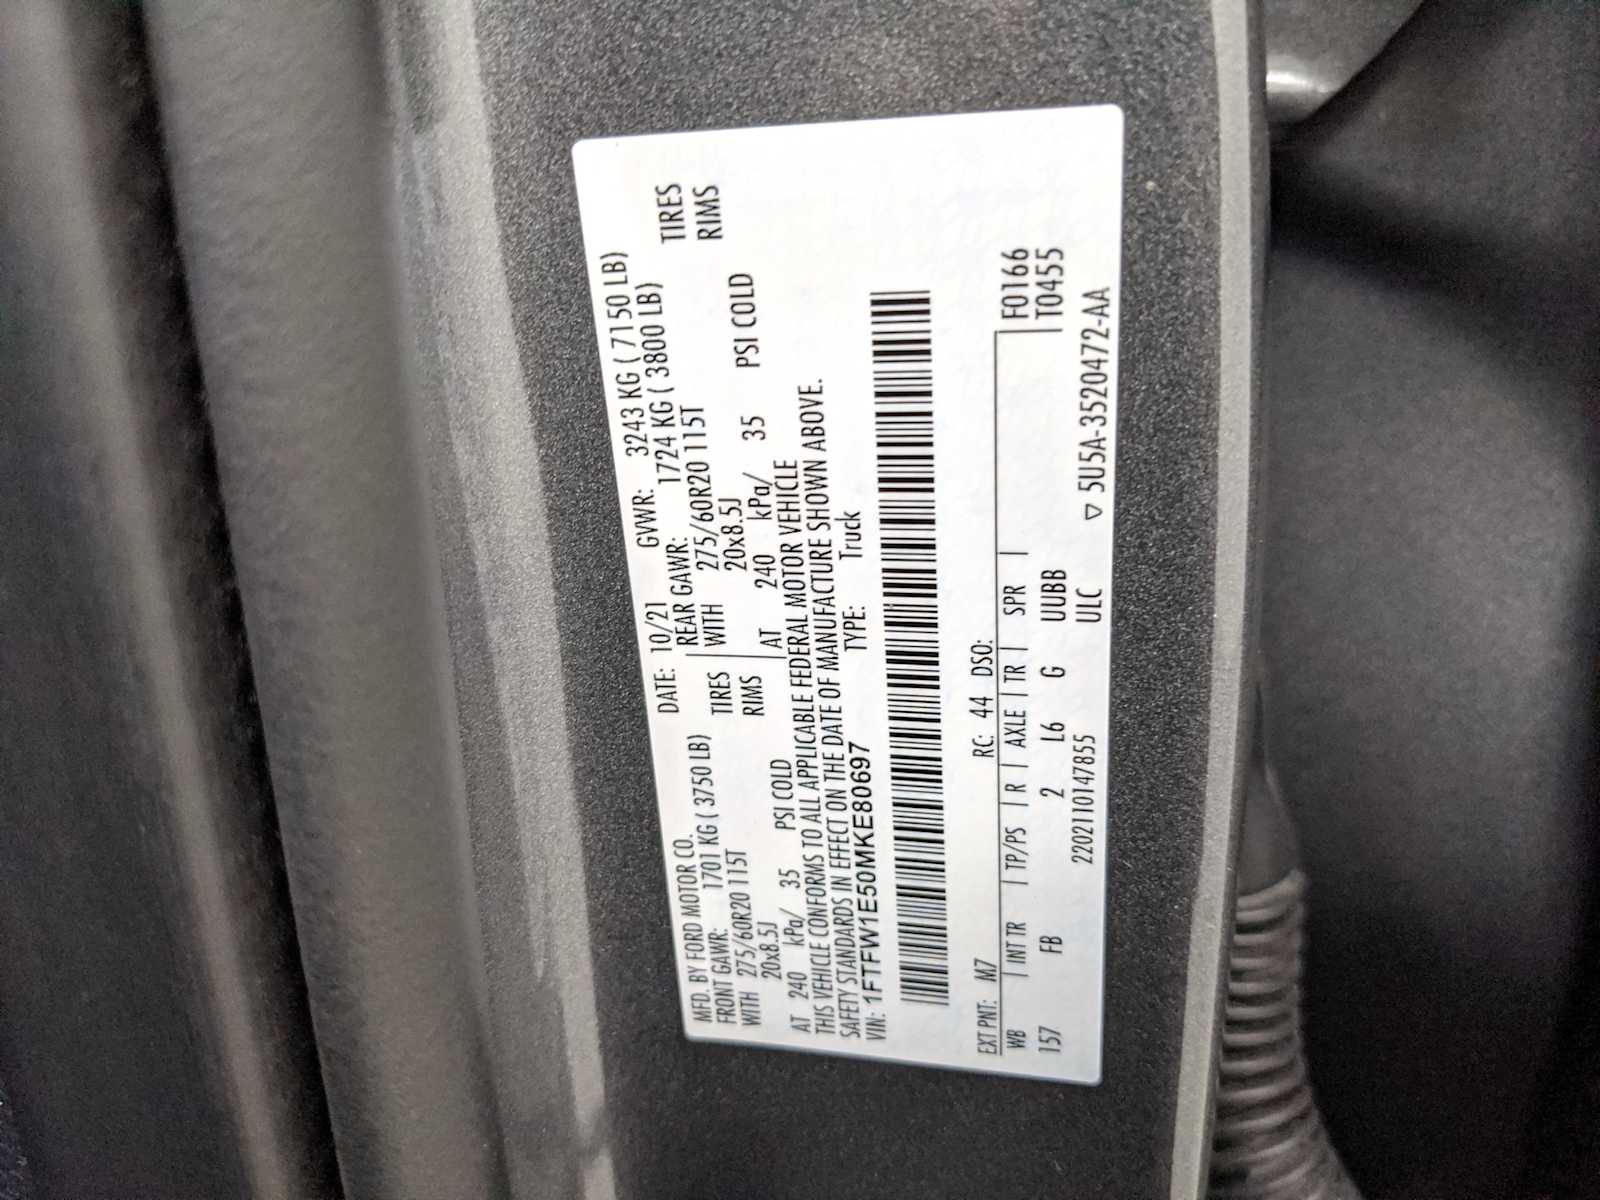 MFD. BY FORD MOTOR CO. DATE: 10/21 GVWR: 3243 KG ( 7150 LB)
FRONT GAWR: 1701 KG ( 3750 LB) REAR GAWR: 1724 KG ( 3800 LB)
WITH 275/60R20 115T TIRES WITH 275/60R20 115T TIRES
20x8.5J RIMS 20x8.5J RIMS
AT 240 kPa/ 35 PSI COLD AT 240 kPa/ 35 PSI COLD
THIS VEHICLE CONFORMS TO ALL APPLICABLE FEDERAL MOTOR VEHICLE
SAFETY STANDARDS IN EFFECT ON THE DATE OF MANUFACTURE SHOWN ABOVE.
VIN: 1FTFW1E50MKE80697 TYPE: Truck
EXT PNT: M7 RC: 44 DSO: F0166
WB | INT TR | TP/PS | R | AXLE | TR | SPR | T0455
157 FB 2 L6 G UUBB
2202110147855 ULC ▽ 5U5A-3520472-AA